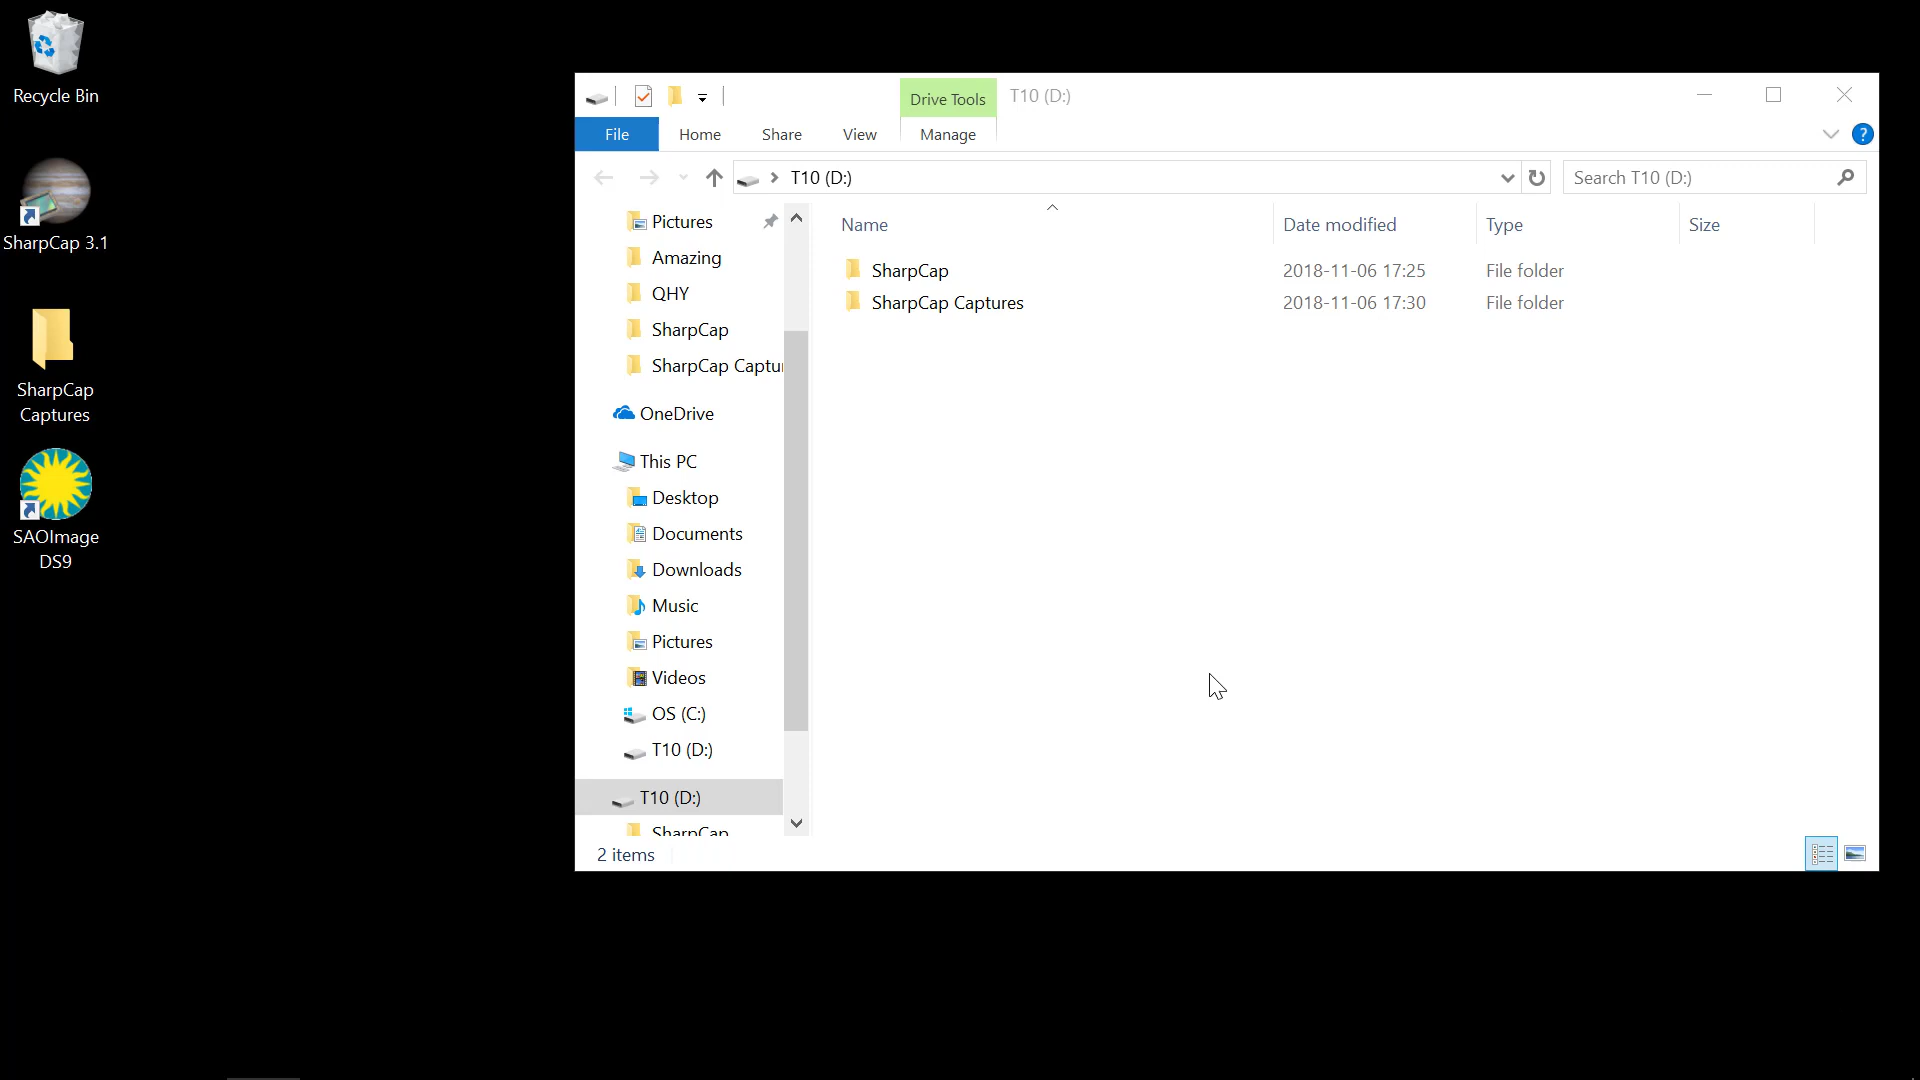 Recycle Bin
SharpCap 3.1
SharpCap
Captures
SAOImage
DS9
Drive Tools
T10 (D:)
File
Home
Share
View
Manage
?
T10 (D:)
Search T10 (D:)
Pictures
Amazing
QHY
SharpCap
SharpCap Captu
OneDrive
This PC
Desktop
Documents
Downloads
Music
Pictures
Videos
OS (C:)
T10 (D:)
T10 (D:)
SharpCap
Name Date modified Type Size
SharpCap 2018-11-06 17:25 File folder
SharpCap Captures 2018-11-06 17:30 File folder
2 items